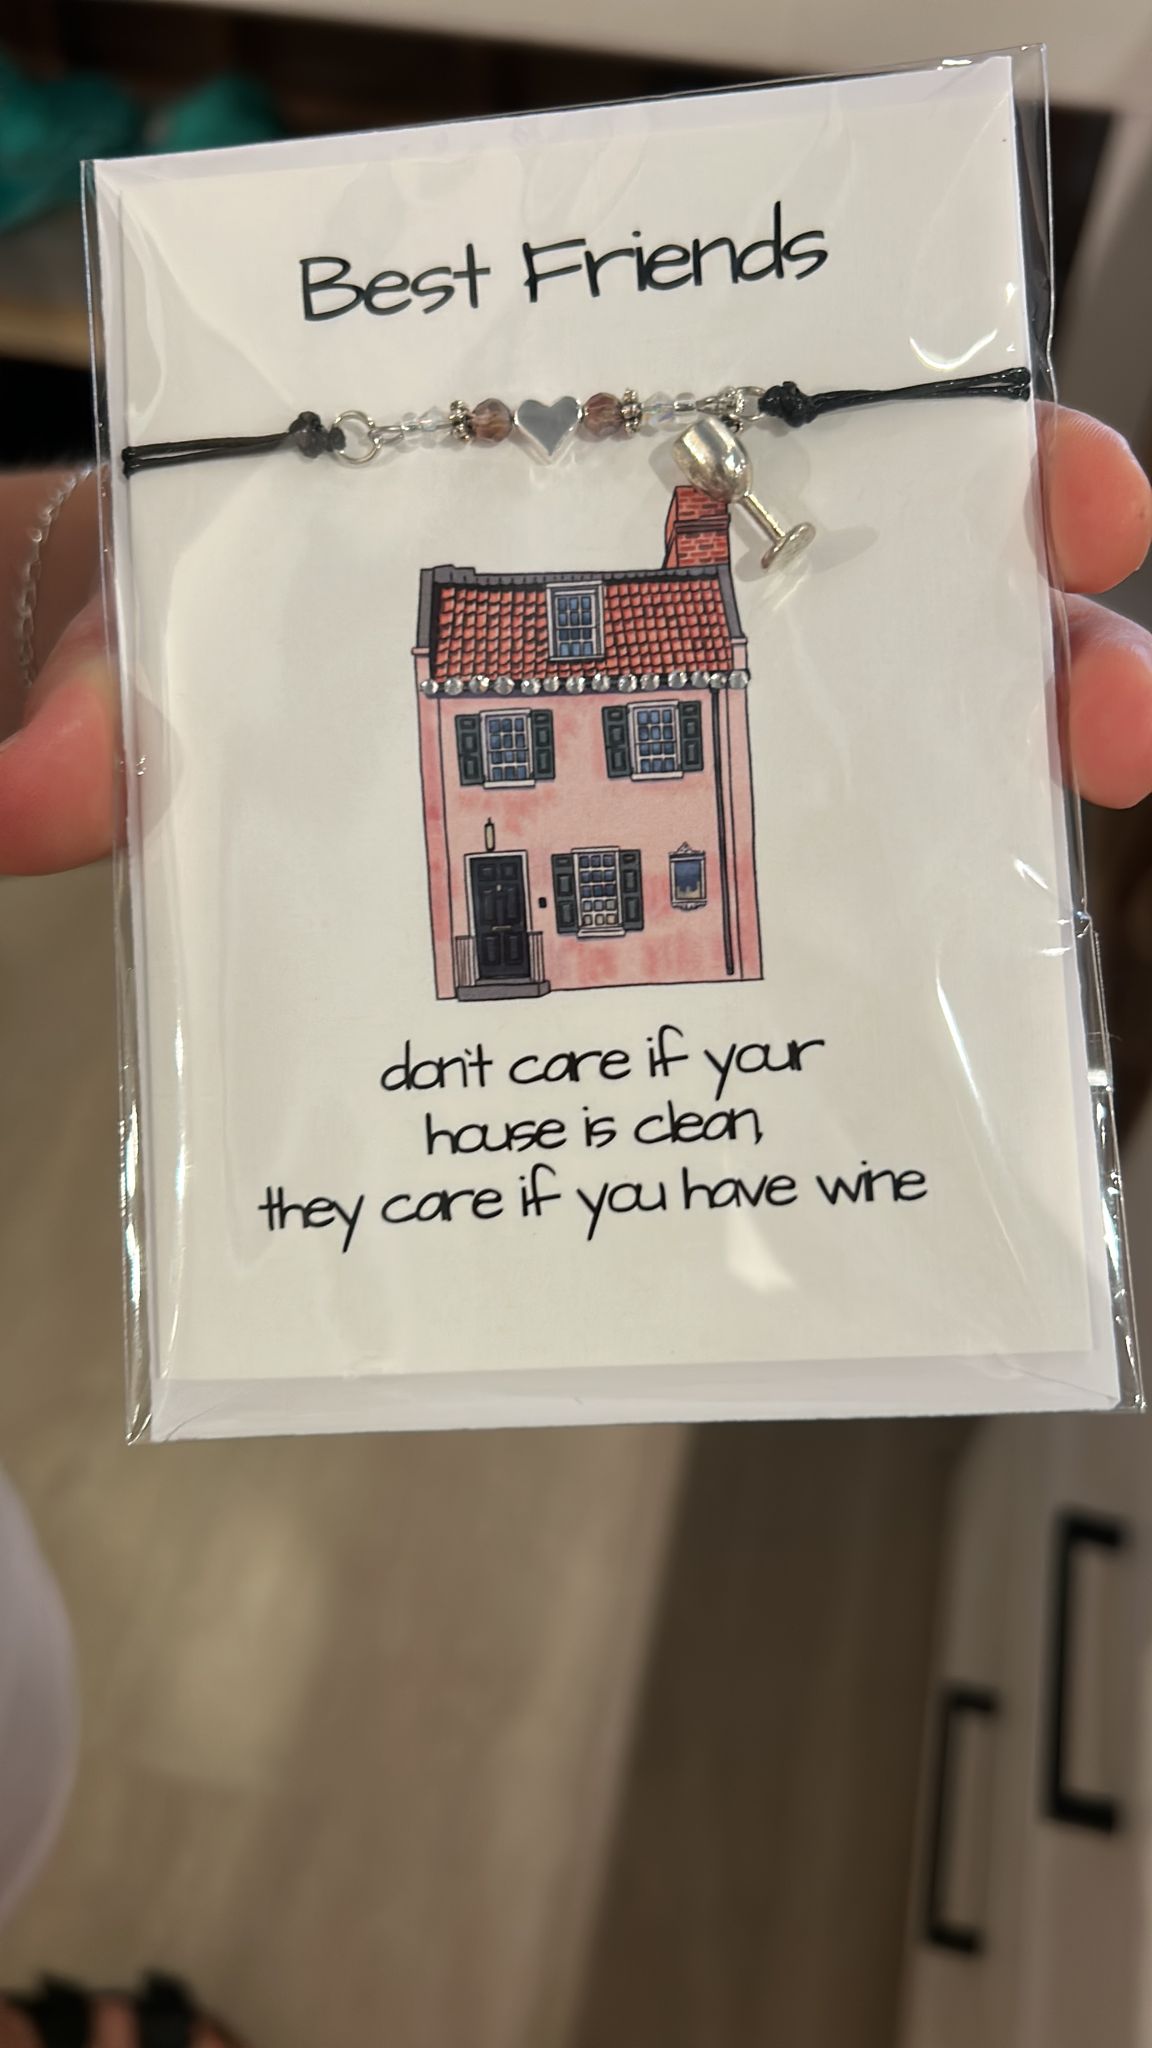 Best Friends
don't care if your
house is clean,
they care if you have wine